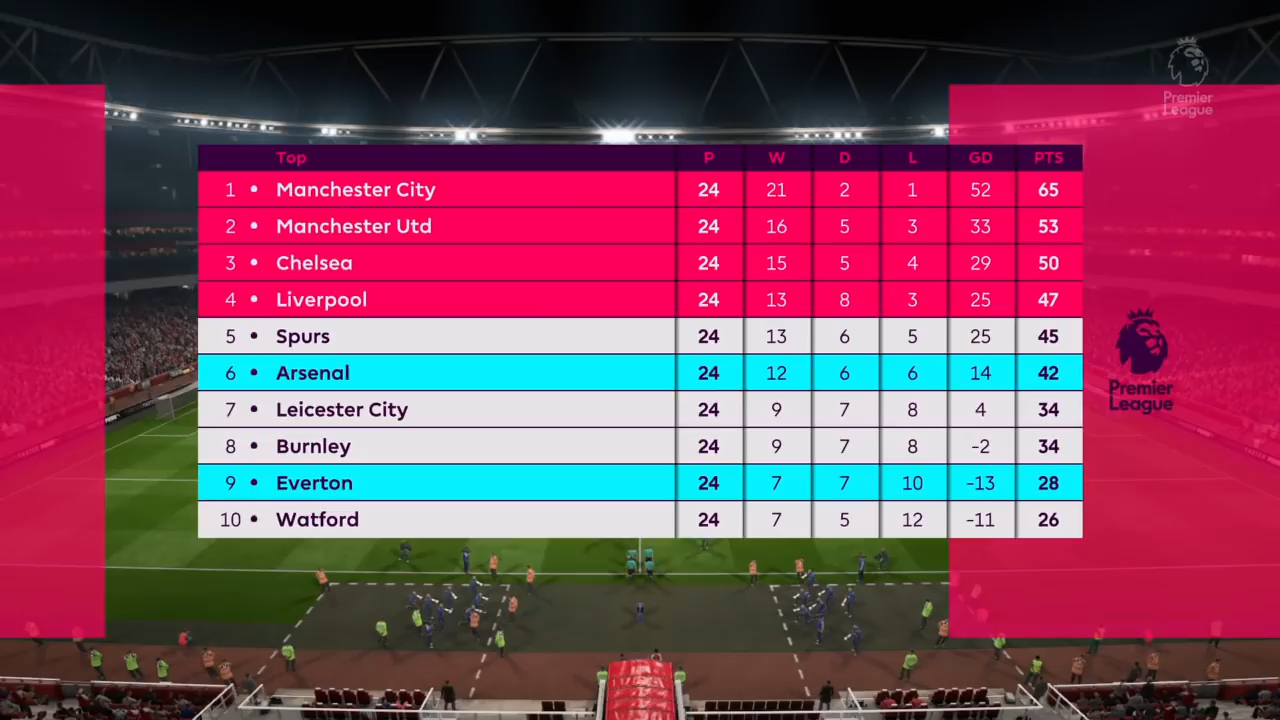 Premier
League
Top P W D L GD PTS
1 • Manchester City 24 21 2 1 52 65
2 • Manchester Utd 24 16 5 3 33 53
3 • Chelsea 24 15 5 4 29 50
4 • Liverpool 24 13 8 3 25 47
5 • Spurs 24 13 6 5 25 45
6 • Arsenal 24 12 6 6 14 42
7 • Leicester City 24 9 7 8 4 34
8 • Burnley 24 9 7 8 -2 34
9 • Everton 24 7 7 10 -13 28
10 • Watford 24 7 5 12 -11 26
Premier
League